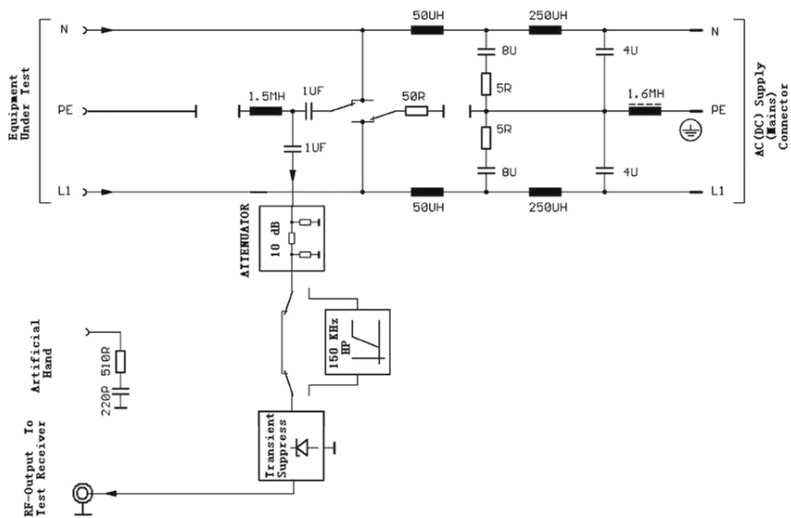 50UH
250UH
N
N
8U
4U
Equipment
Under Test
1UF
1.5MH
50R
5R
1.6MH
PE
PE
AC(DC) Supply
(Mains)
Connector
5R
1UF
8U
4U
L1
L1
50UH
250UH
ATTENUATOR
10 dB
Artificial
Hand
510R
220P
150 KHz
HP
Transient
Suppress
RF-Output To
Test Receiver